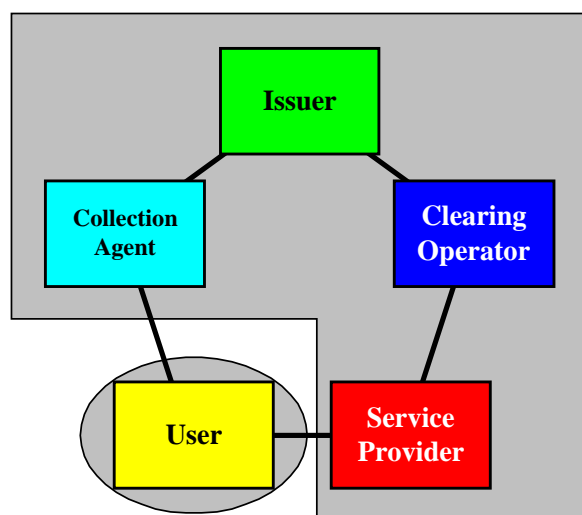 Issuer
Collection
Agent
Clearing
Operator
User
Service
Provider